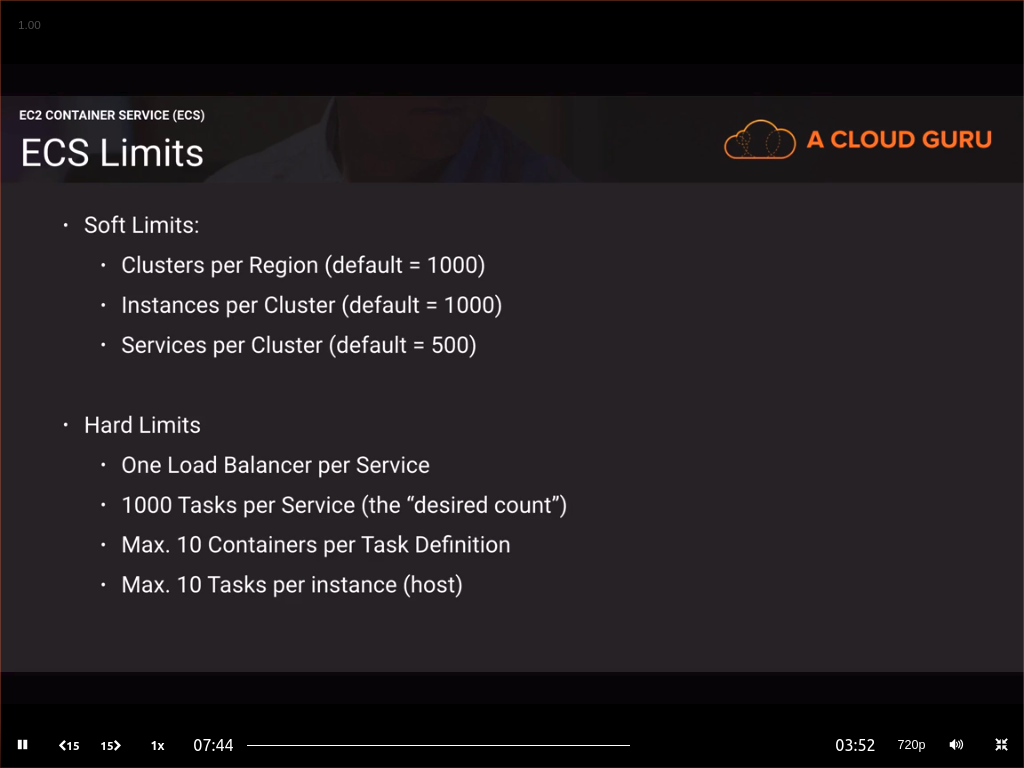 1.00
EC2 CONTAINER SERVICE (ECS)
ECS Limits
A CLOUD GURU
• Soft Limits:
• Clusters per Region (default = 1000)
• Instances per Cluster (default = 1000)
• Services per Cluster (default = 500)
• Hard Limits
• One Load Balancer per Service
• 1000 Tasks per Service (the “desired count”)
• Max. 10 Containers per Task Definition
• Max. 10 Tasks per instance (host)
15 15 1x 07:44 03:52 720p